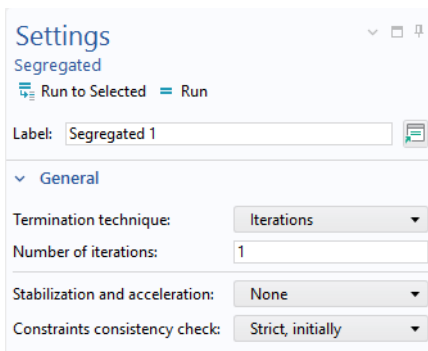 Settings
Segregated
Run to Selected = Run
Label: Segregated 1
General
Termination technique: Iterations
Number of iterations: 1
Stabilization and acceleration: None
Constraints consistency check: Strict, initially